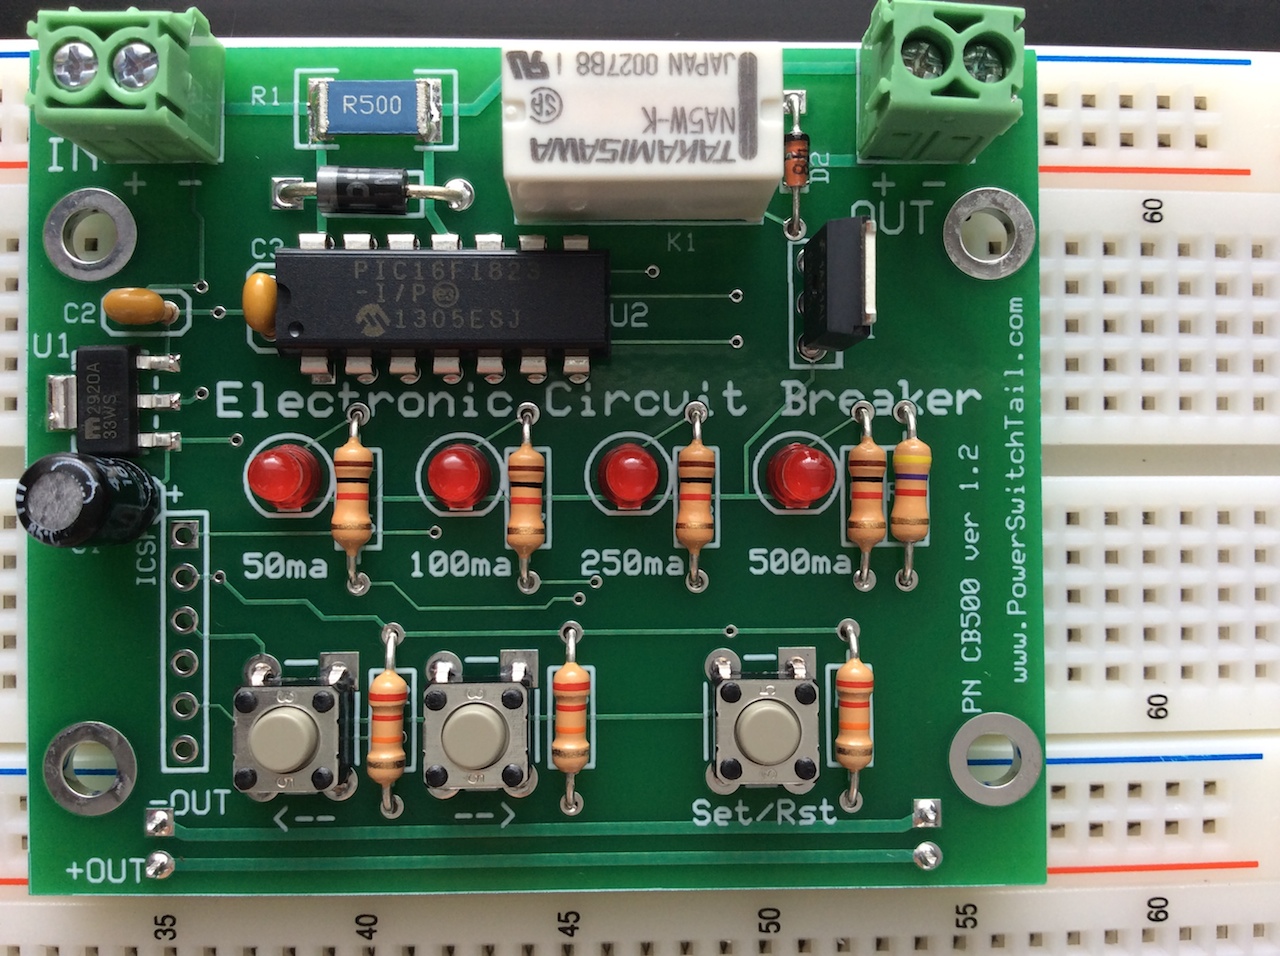 R1
R500
JAPAN 0027B8 i
NA5W-K
TAKAMISAWA
D2
IN
+ -
+ -
OUT
K1
C3
PIC16F1823
-I/P e3
1305ESJ
U2
C2
U1
2920A
33WS
Electronic Circuit Breaker
+
ICSP
50ma
100ma
250ma
500ma
PN CB500 ver 1.2
www.PowerSwitchTail.com
-OUT
<--
-->
Set/Rst
+OUT
60
60
35
40
45
50
55
60